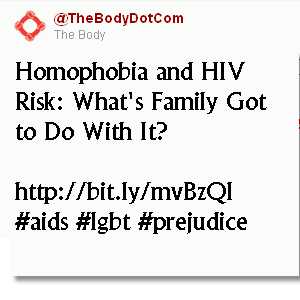 @TheBodyDotCom
The Body
Homophobia and HIV
Risk: What's Family Got
to Do With It?
http://bit.ly/mvBzQI
#aids #lgbt #prejudice